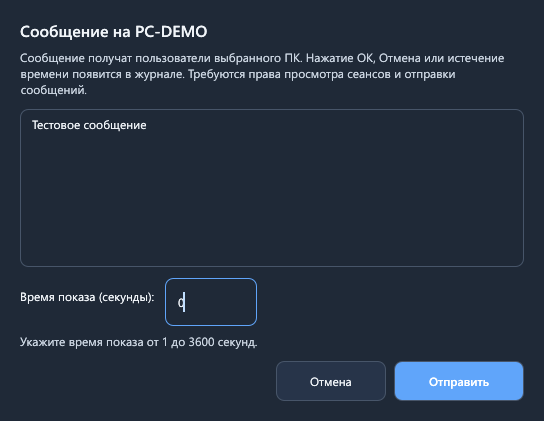 Сообщение на PC-DEMO
Сообщение получат пользователи выбранного ПК. Нажатие ОК, Отмена или истечение
времени появится в журнале. Требуются права просмотра сеансов и отправки
сообщений.
Тестовое сообщение
Время показа (секунды):
0
Укажите время показа от 1 до 3600 секунд.
Отмена
Отправить